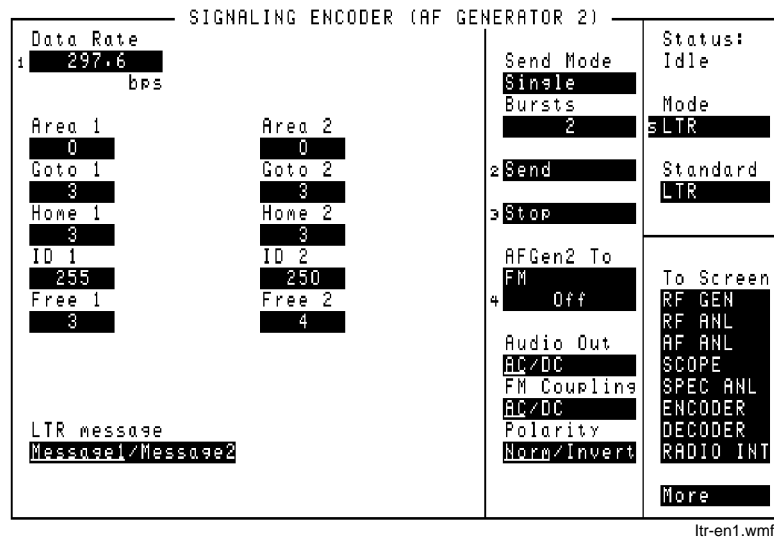 SIGNALING ENCODER (AF GENERATOR 2)
Data Rate
1 297.6
bps
Area 1
0
Goto 1
3
Home 1
3
ID 1
255
Free 1
3
Area 2
0
Goto 2
3
Home 2
3
ID 2
250
Free 2
4
LTR message
Message1/Message2
Send Mode
Single
Bursts
2
2 Send
3 Stop
AFGen2 To
FM
4 Off
Audio Out
AC/DC
FM Coupling
AC/DC
Polarity
Norm/Invert
Status:
Idle
Mode
5 LTR
Standard
LTR
To Screen
RF GEN
RF ANL
AF ANL
SCOPE
SPEC ANL
ENCODER
DECODER
RADIO INT
More
ltr-en1.wmf